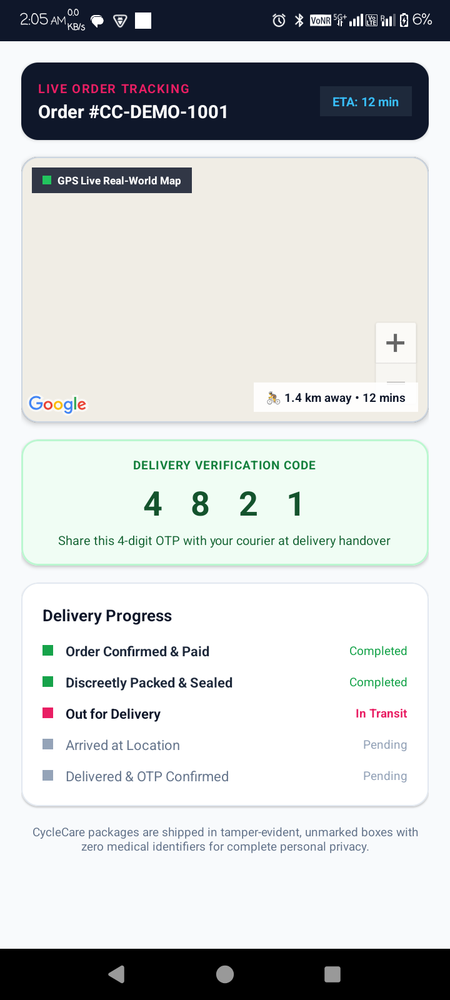 2:05 AM 0.0 KB/s VoNR 5G+ Vo LTE R 6%
LIVE ORDER TRACKING
Order #CC-DEMO-1001
ETA: 12 min
GPS Live Real-World Map
Google
1.4 km away • 12 mins
DELIVERY VERIFICATION CODE
4 8 2 1
Share this 4-digit OTP with your courier at delivery handover
Delivery Progress
Order Confirmed & Paid Completed
Discreetly Packed & Sealed Completed
Out for Delivery In Transit
Arrived at Location Pending
Delivered & OTP Confirmed Pending
CycleCare packages are shipped in tamper-evident, unmarked boxes with
zero medical identifiers for complete personal privacy.